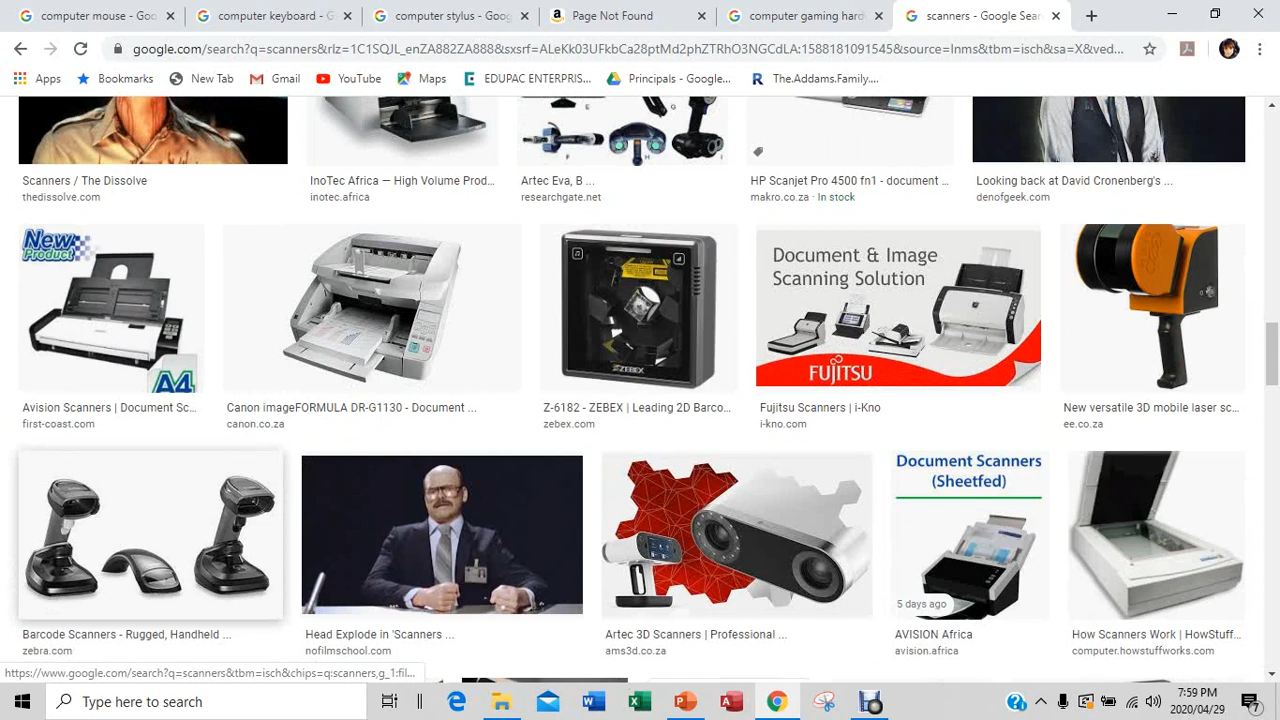 computer mouse - Goo
computer keyboard - G
computer stylus - Goog
Page Not Found
computer gaming hard
scanners - Google Sear
google.com/search?q=scanners&rlz=1C1SQJL_enZA882ZA888&sxsrf=ALeKk03UFkbCa28ptMd2phZTRhO3NGCdLA:1588181091545&source=lnms&tbm=isch&sa=X&ved...
Apps
Bookmarks
New Tab
Gmail
YouTube
Maps
EDUPAC ENTERPRIS...
Principals - Google...
The.Addams.Family....
Scanners / The Dissolve
thedissolve.com
InoTec Africa — High Volume Prod...
inotec.africa
Artec Eva, B ...
researchgate.net
HP Scanjet Pro 4500 fn1 - document ...
makro.co.za · In stock
Looking back at David Cronenberg's ...
denofgeek.com
New
Product
A4
ZEBEX
Document & Image
Scanning Solution
FUJITSU
Avision Scanners | Document Sc...
first-coast.com
Canon imageFORMULA DR-G1130 - Document ...
canon.co.za
Z-6182 - ZEBEX | Leading 2D Barco...
zebex.com
Fujitsu Scanners | i-Kno
i-kno.com
New versatile 3D mobile laser sc...
ee.co.za
Document Scanners
(Sheetfed)
5 days ago
Barcode Scanners - Rugged, Handheld ...
zebra.com
Head Explode in 'Scanners ...
nofilmschool.com
Artec 3D Scanners | Professional ...
ams3d.co.za
AVISION Africa
avision.africa
How Scanners Work | HowStuff...
computer.howstuffworks.com
https://www.google.com/search?q=scanners&tbm=isch&chips=q:scanners,g_1:fil...
Type here to search
7:59 PM
2020/04/29
7